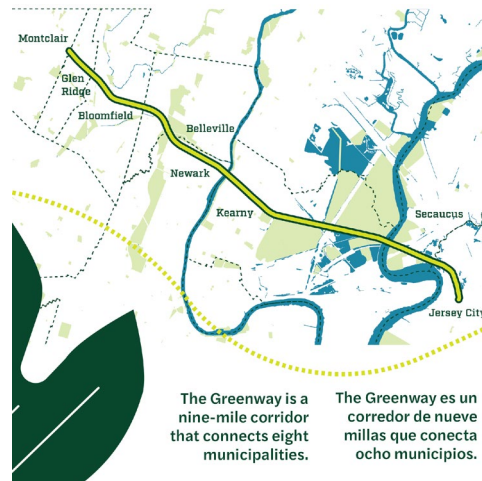 Montclair
Glen
Ridge
Bloomfield
Belleville
Newark
Kearny
Secaucus
Jersey City
The Greenway is a
nine-mile corridor
that connects eight
municipalities.
The Greenway es un
corredor de nueve
millas que conecta
ocho municipios.